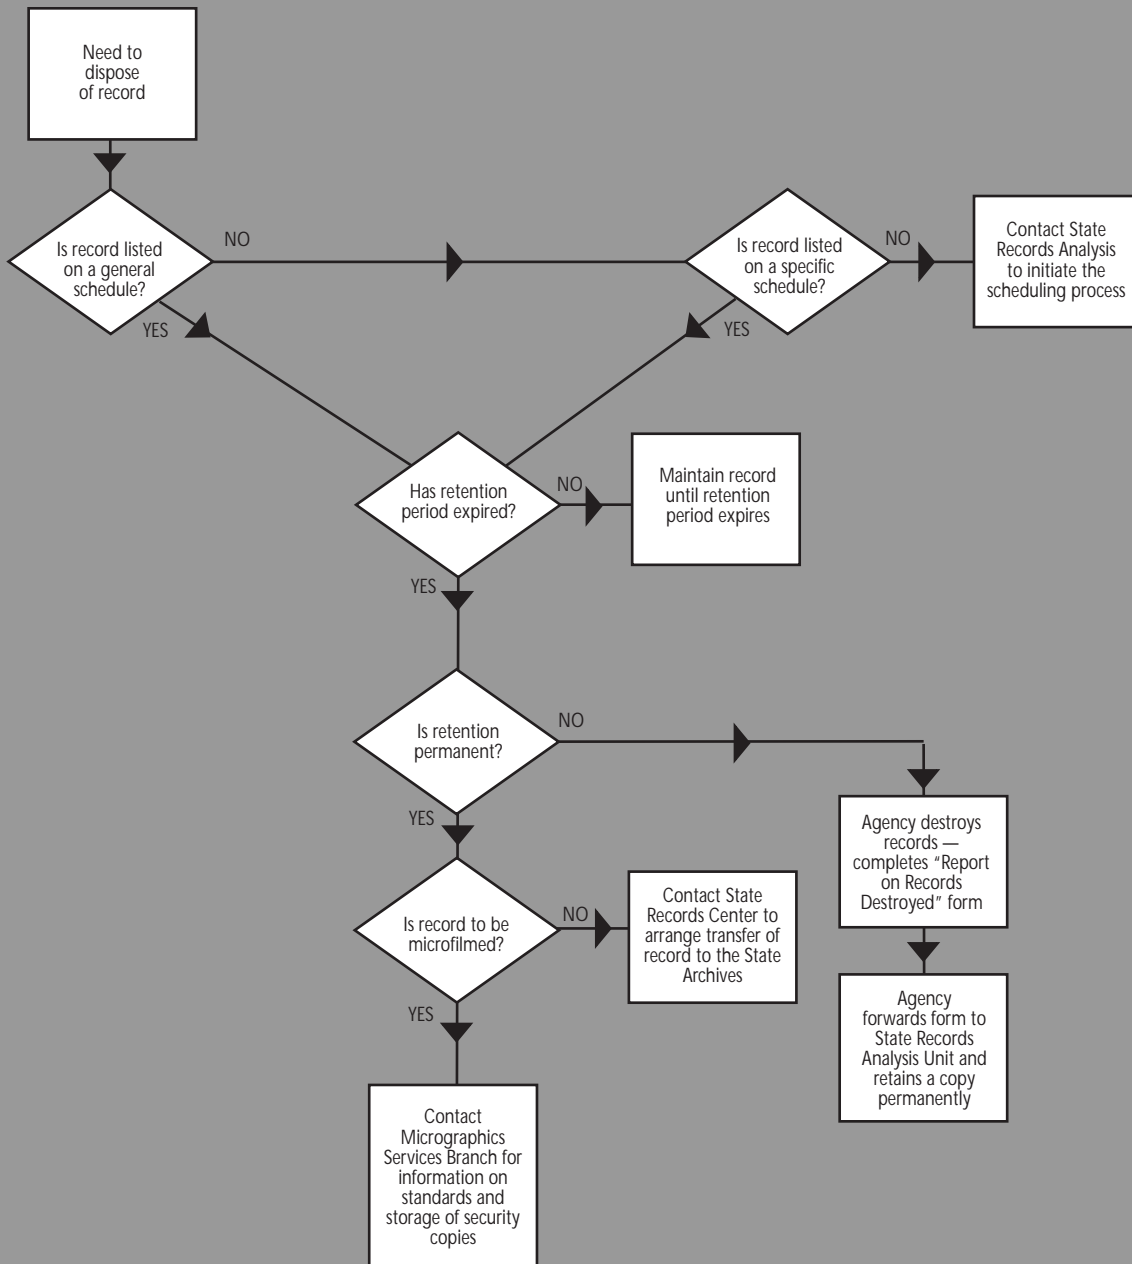 Need to
dispose
of record
Is record listed
on a general
schedule?
NO
YES
Is record listed
on a specific
schedule?
NO
YES
Contact State
Records Analysis
to initiate the
scheduling process
Has retention
period expired?
NO
YES
Maintain record
until retention
period expires
Is retention
permanent?
NO
YES
Agency destroys
records —
completes “Report
on Records
Destroyed” form
Is record to be
microfilmed?
NO
YES
Contact State
Records Center to
arrange transfer of
record to the State
Archives
Agency
forwards form to
State Records
Analysis Unit and
retains a copy
permanently
Contact
Micrographics
Services Branch for
information on
standards and
storage of security
copies